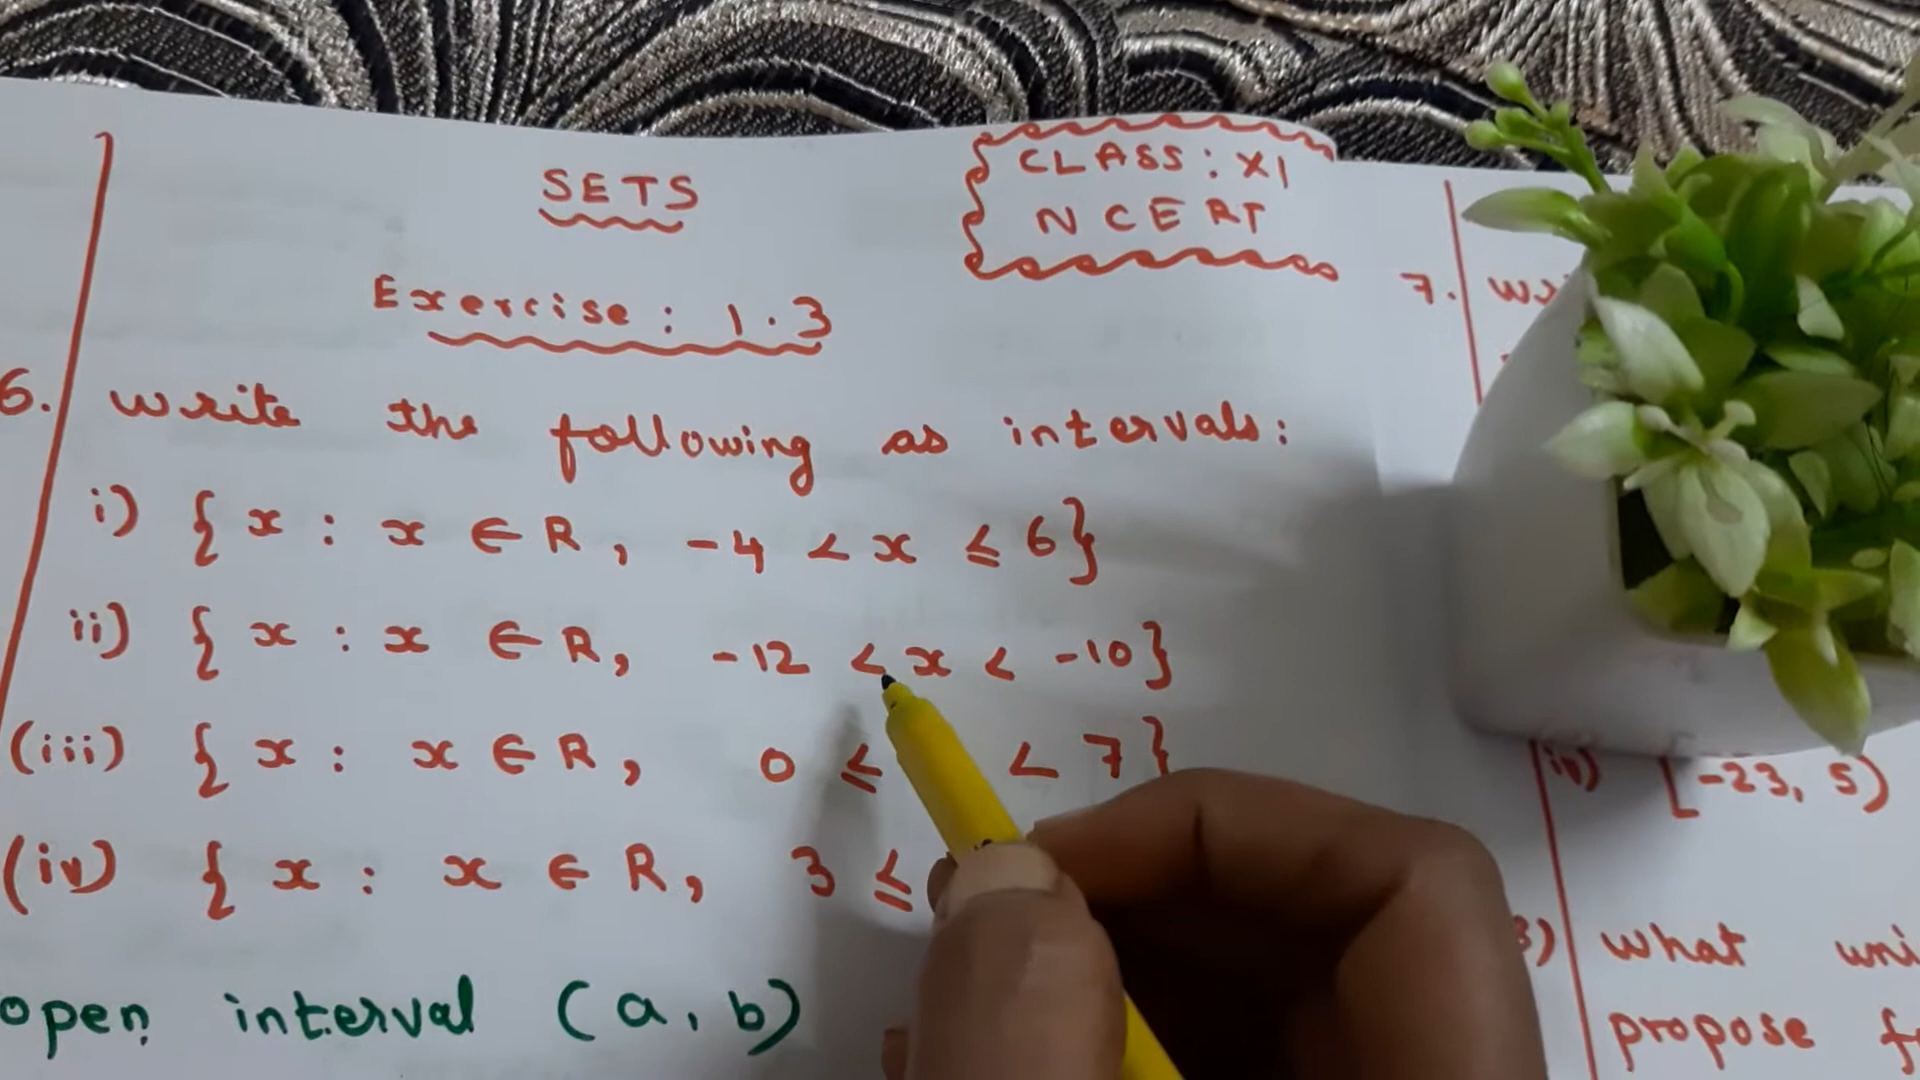 SETS
CLASS: XI
NCERT
Exercise: 1.3
6. Write the following as intervals:
i) { x : x ∈ R, -4 < x ≤ 6}
ii) { x : x ∈ R, -12 < x < -10}
(iii) { x : x ∈ R, 0 ≤ < 7}
(iv) { x : x ∈ R, 3 ≤
open interval (a, b)
7.
iv) [-23, 5)
What
propose